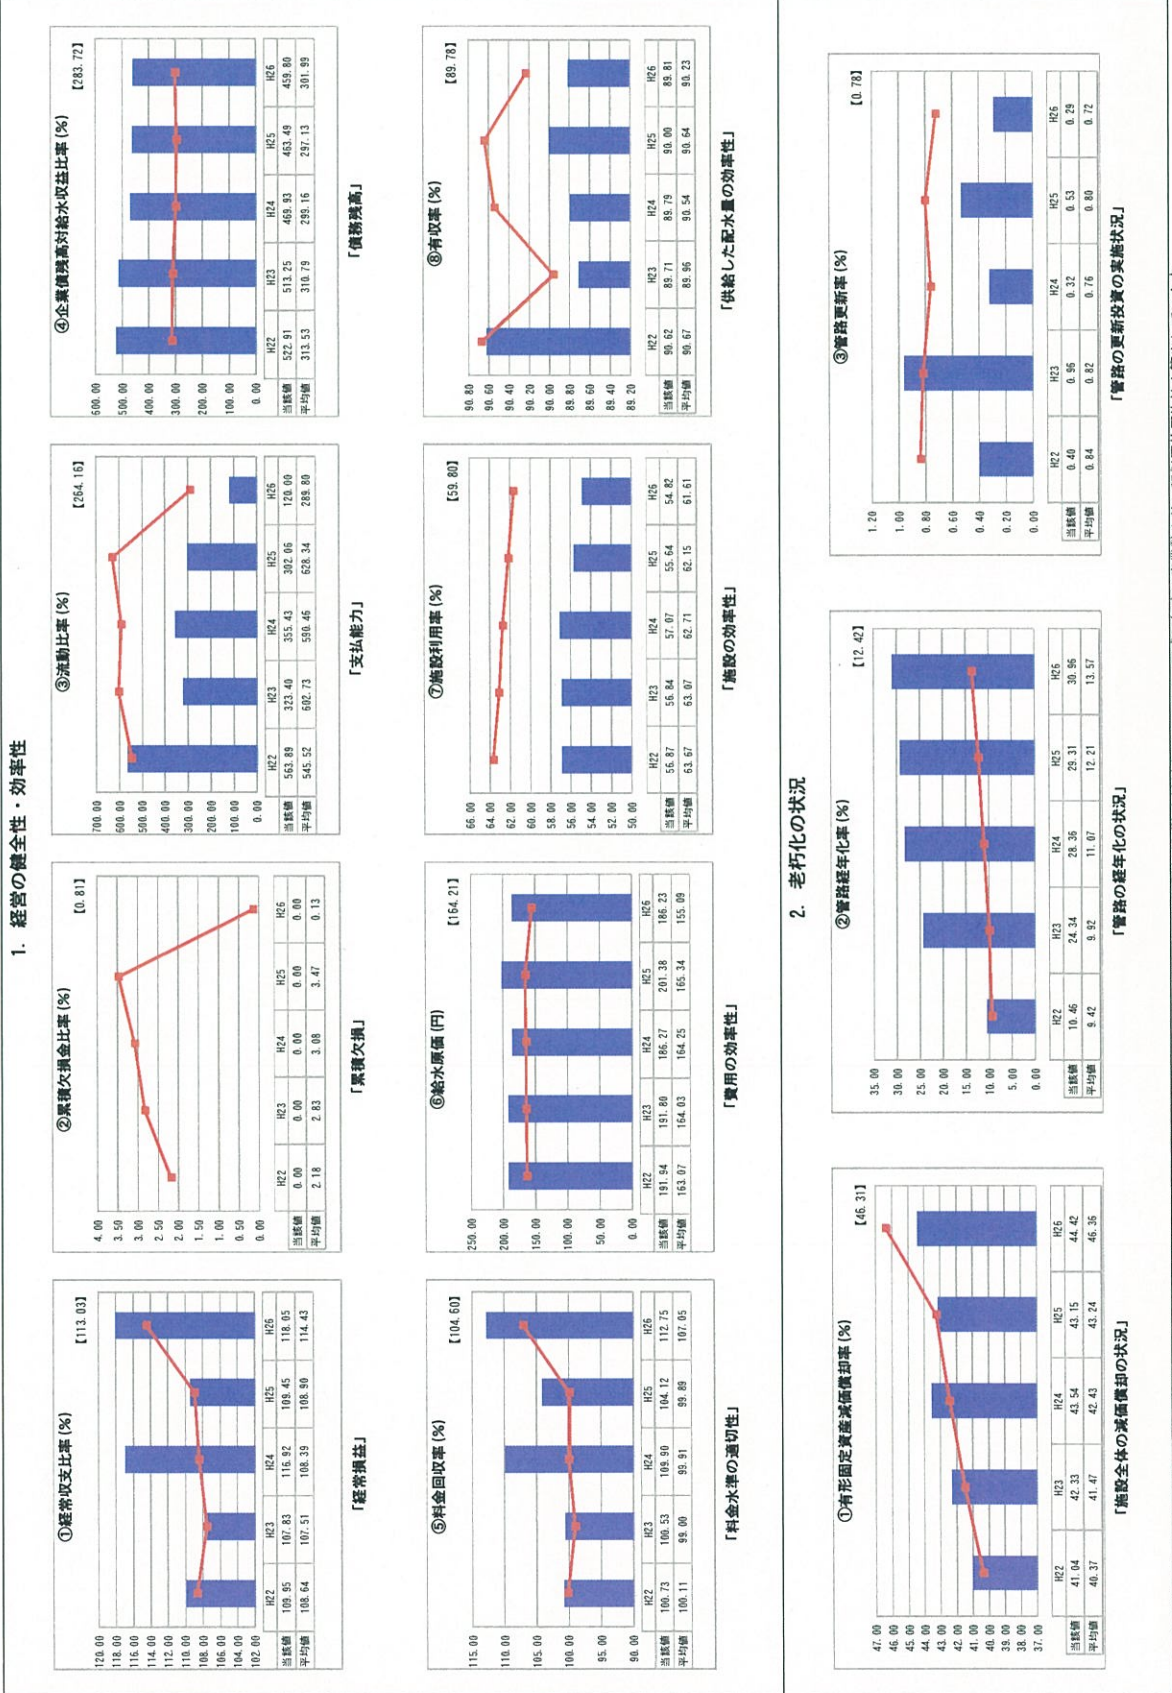 1. 経営の健全性・効率性
①経常収支比率(%)
【113.03】
120.00
118.00
116.00
114.00
112.00
110.00
108.00
106.00
104.00
102.00
H22 H23 H24 H25 H26
当該値 109.95 107.83 116.92 109.45 118.05
平均値 108.64 107.51 108.39 108.90 114.43
「経常損益」
②累積欠損金比率(%)
【0.81】
4.00
3.50
3.00
2.50
2.00
1.50
1.00
0.50
0.00
H22 H23 H24 H25 H26
当該値 0.00 0.00 0.00 0.00 0.00
平均値 2.18 2.83 3.08 3.47 0.13
「累積欠損」
③流動比率(%)
【264.16】
700.00
600.00
500.00
400.00
300.00
200.00
100.00
0.00
H22 H23 H24 H25 H26
当該値 563.89 323.40 355.43 302.06 120.00
平均値 545.52 602.73 590.46 628.34 289.80
「支払能力」
④企業債残高対給水収益比率(%)
【283.72】
600.00
500.00
400.00
300.00
200.00
100.00
0.00
H22 H23 H24 H25 H26
当該値 522.91 513.25 469.93 463.49 459.80
平均値 313.53 310.79 299.16 297.13 301.99
「債務残高」
⑤料金回収率(%)
【104.60】
115.00
110.00
105.00
100.00
95.00
90.00
H22 H23 H24 H25 H26
当該値 100.73 100.53 109.90 104.12 112.75
平均値 100.11 99.00 99.91 99.89 107.05
「料金水準の適切性」
⑥給水原価(円)
【164.21】
250.00
200.00
150.00
100.00
50.00
0.00
H22 H23 H24 H25 H26
当該値 191.94 191.80 186.27 201.38 186.23
平均値 163.07 164.03 164.25 165.34 155.09
「費用の効率性」
⑦施設利用率(%)
【59.80】
66.00
64.00
62.00
60.00
58.00
56.00
54.00
52.00
50.00
H22 H23 H24 H25 H26
当該値 56.87 56.84 57.07 55.64 54.82
平均値 63.67 63.07 62.71 62.15 61.61
「施設の効率性」
⑧有収率(%)
【89.78】
90.80
90.60
90.40
90.20
90.00
89.80
89.60
89.40
89.20
H22 H23 H24 H25 H26
当該値 90.62 89.71 89.79 90.00 89.81
平均値 90.67 89.96 90.54 90.64 90.23
「供給した配水量の効率性」
2. 老朽化の状況
①有形固定資産減価償却率(%)
【46.31】
47.00
46.00
45.00
44.00
43.00
42.00
41.00
40.00
39.00
38.00
37.00
H22 H23 H24 H25 H26
当該値 41.04 42.33 43.54 43.15 44.42
平均値 40.37 41.47 42.43 43.24 46.36
「施設全体の減価償却の状況」
②管路経年化率(%)
【12.42】
35.00
30.00
25.00
20.00
15.00
10.00
5.00
0.00
H22 H23 H24 H25 H26
当該値 10.46 24.34 28.36 29.31 30.96
平均値 9.42 9.92 11.07 12.21 13.57
「管路の経年化の状況」
③管路更新率(%)
【0.78】
1.20
1.00
0.80
0.60
0.40
0.20
0.00
H22 H23 H24 H25 H26
当該値 0.40 0.96 0.32 0.53 0.29
平均値 0.84 0.82 0.76 0.80 0.72
「管路の更新投資の実施状況」